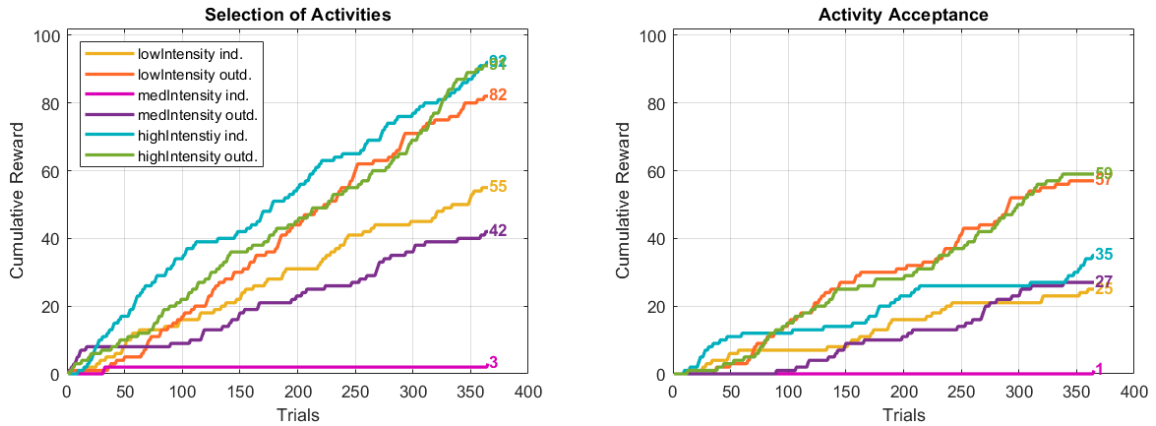 Selection of Activities
100
80
60
40
20
0
0 50 100 150 200 250 300 350 400
Cumulative Reward
Trials
lowIntensity ind.
lowIntensity outd.
medIntensity ind.
medIntensity outd.
highIntenstiy ind.
highIntensity outd.
92
91
82
55
42
3
Activity Acceptance
100
80
60
40
20
0
0 50 100 150 200 250 300 350 400
Cumulative Reward
Trials
59
57
35
27
25
1